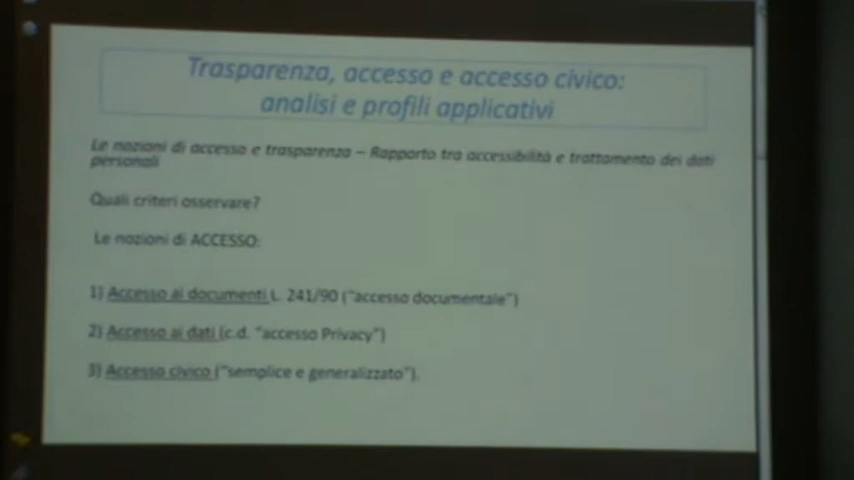 Trasparenza, accesso e accesso civico:
analisi e profili applicativi
Le nozioni di accesso e trasparenza – Rapporto tra accessibilità e trattamento dei dati
personali
Quali criteri osservare?
Le nozioni di ACCESSO:
1) Accesso ai documenti L. 241/90 ("accesso documentale")
2) Accesso ai dati (c.d. "accesso Privacy")
3) Accesso civico ("semplice e generalizzato").